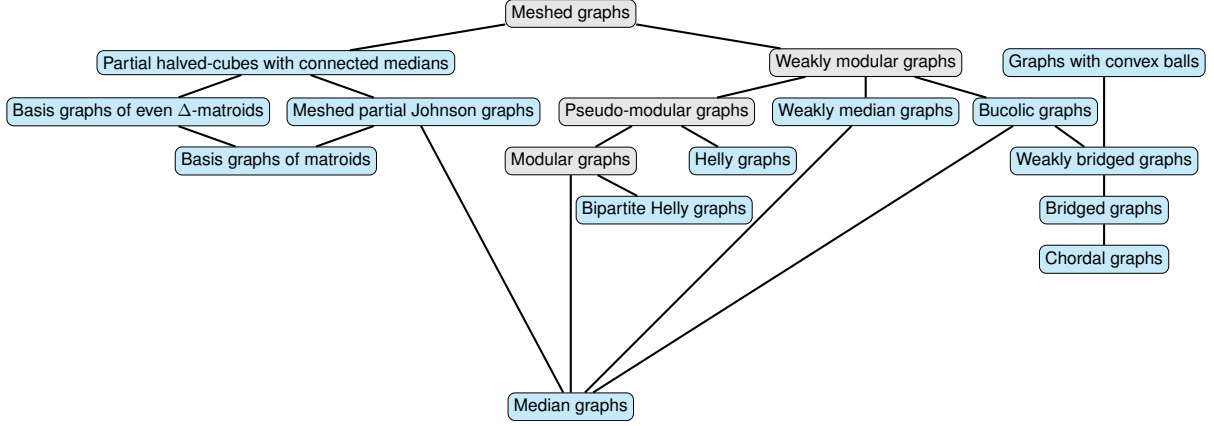 Meshed graphs
Partial halved-cubes with connected medians
Weakly modular graphs
Graphs with convex balls
Basis graphs of even Δ-matroids
Meshed partial Johnson graphs
Pseudo-modular graphs
Weakly median graphs
Bucolic graphs
Basis graphs of matroids
Modular graphs
Helly graphs
Weakly bridged graphs
Bipartite Helly graphs
Bridged graphs
Chordal graphs
Median graphs